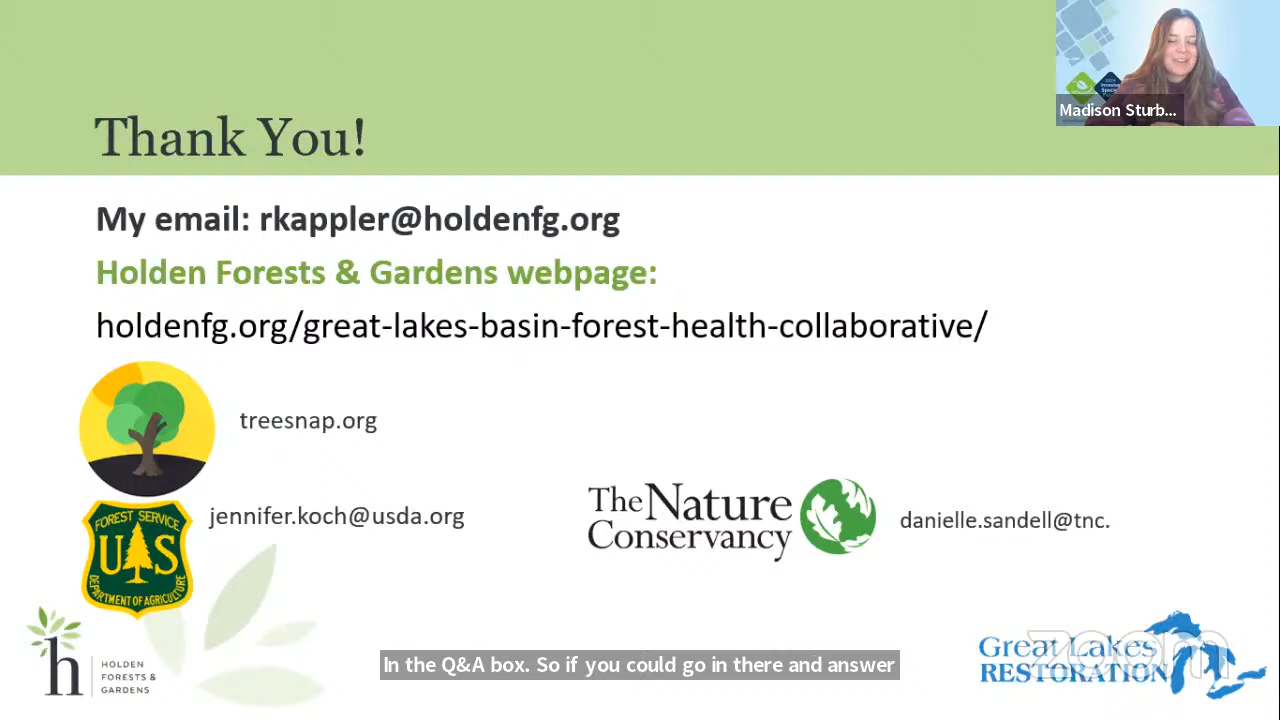 Thank You!
Madison Sturb...
My email: rkappler@holdenfg.org
Holden Forests & Gardens webpage:
holdenfg.org/great-lakes-basin-forest-health-collaborative/
treesnap.org
FOREST SERVICE
U S
DEPARTMENT OF AGRICULTURE
jennifer.koch@usda.org
The Nature
Conservancy
danielle.sandell@tnc.
h
HOLDEN
FORESTS &
GARDENS
In the Q&A box. So if you could go in there and answer
Great Lakes
RESTORATION
zoom